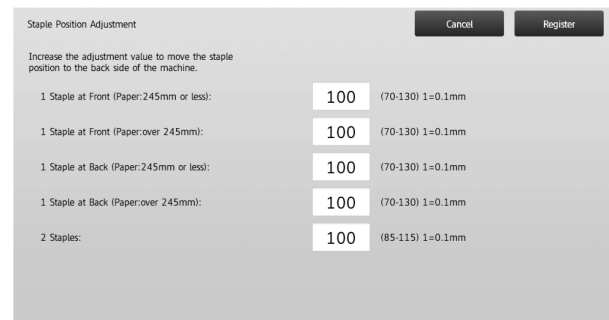 Staple Position Adjustment
Cancel
Register
Increase the adjustment value to move the staple
position to the back side of the machine.
1 Staple at Front (Paper:245mm or less): 100 (70-130) 1=0.1mm
1 Staple at Front (Paper:over 245mm): 100 (70-130) 1=0.1mm
1 Staple at Back (Paper:245mm or less): 100 (70-130) 1=0.1mm
1 Staple at Back (Paper:over 245mm): 100 (70-130) 1=0.1mm
2 Staples: 100 (85-115) 1=0.1mm